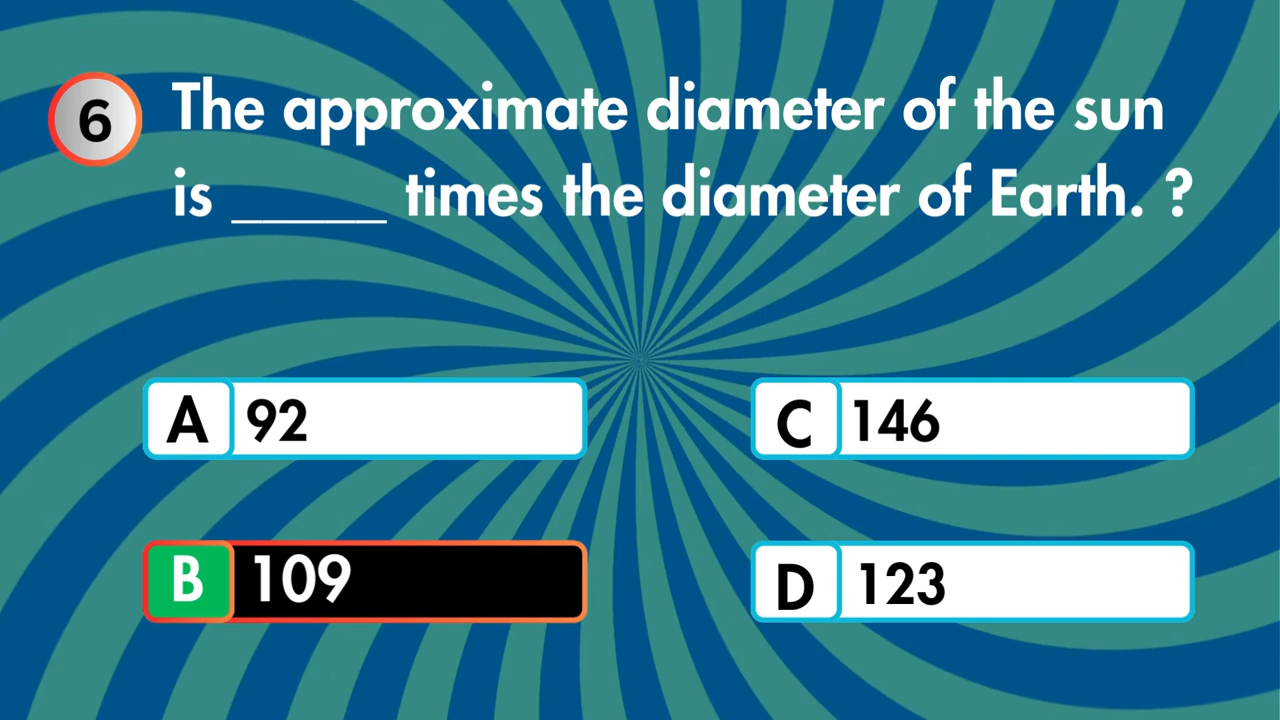 6 The approximate diameter of the sun
is _____ times the diameter of Earth. ?
A 92
C 146
B 109
D 123